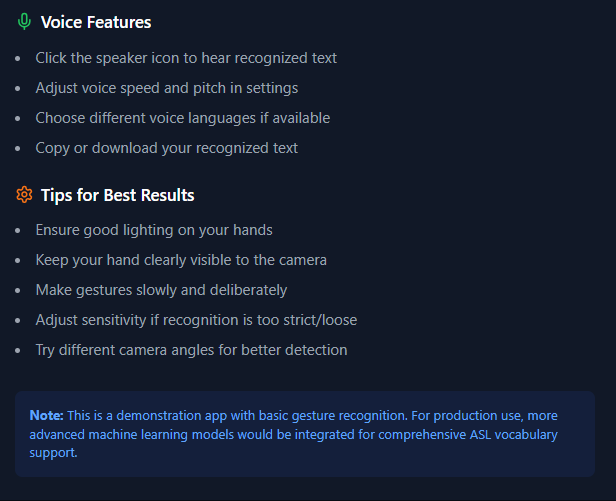 Voice Features
Click the speaker icon to hear recognized text
Adjust voice speed and pitch in settings
Choose different voice languages if available
Copy or download your recognized text
Tips for Best Results
Ensure good lighting on your hands
Keep your hand clearly visible to the camera
Make gestures slowly and deliberately
Adjust sensitivity if recognition is too strict/loose
Try different camera angles for better detection
Note: This is a demonstration app with basic gesture recognition. For production use, more
advanced machine learning models would be integrated for comprehensive ASL vocabulary
support.